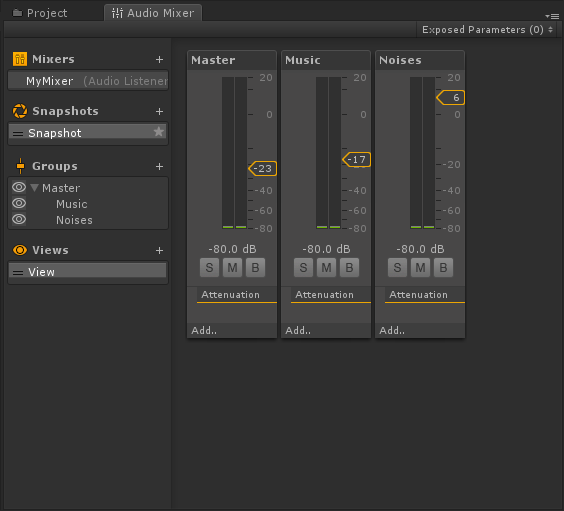 Project
Audio Mixer
Exposed Parameters (0)
Mixers +
MyMixer (Audio Listener
Snapshots +
Snapshot
Groups +
Master
Music
Noises
Views +
View
Master
20
0
-23
-40
-60
-80
-80.0 dB
S M B
Attenuation
Add..
Music
20
0
-17
-20
-40
-60
-80
-80.0 dB
S M B
Attenuation
Add..
Noises
20
6
0
-20
-40
-60
-80
-80.0 dB
S M B
Attenuation
Add..